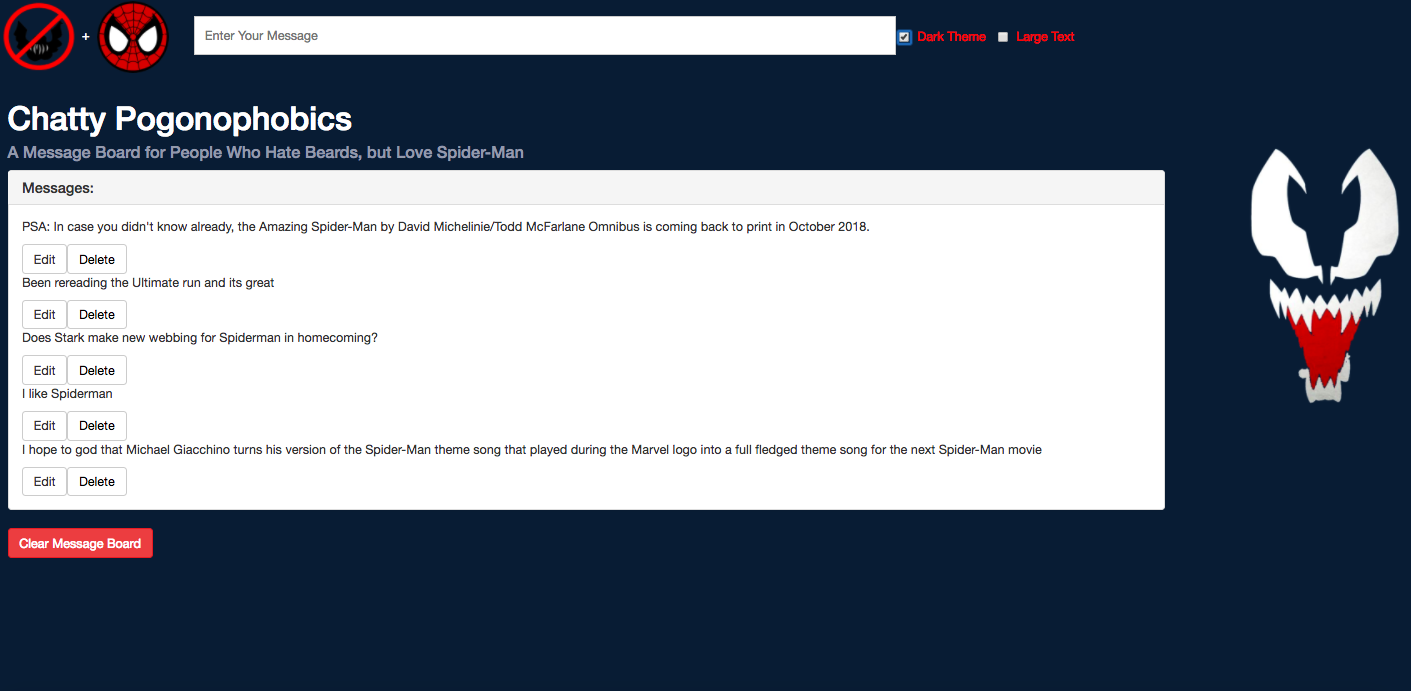 +
Enter Your Message
Dark Theme
Large Text
Chatty Pogonophobics
A Message Board for People Who Hate Beards, but Love Spider-Man
Messages:
PSA: In case you didn't know already, the Amazing Spider-Man by David Michelinie/Todd McFarlane Omnibus is coming back to print in October 2018.
Edit Delete
Been rereading the Ultimate run and its great
Edit Delete
Does Stark make new webbing for Spiderman in homecoming?
Edit Delete
I like Spiderman
Edit Delete
I hope to god that Michael Giacchino turns his version of the Spider-Man theme song that played during the Marvel logo into a full fledged theme song for the next Spider-Man movie
Edit Delete
Clear Message Board